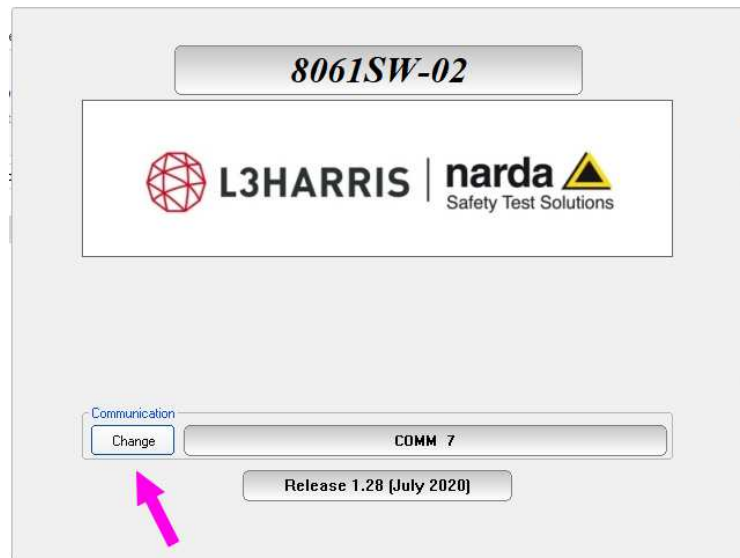 8061SW-02
L3HARRIS
narda
Safety Test Solutions
Communication
Change
COMM 7
Release 1.28 (July 2020)